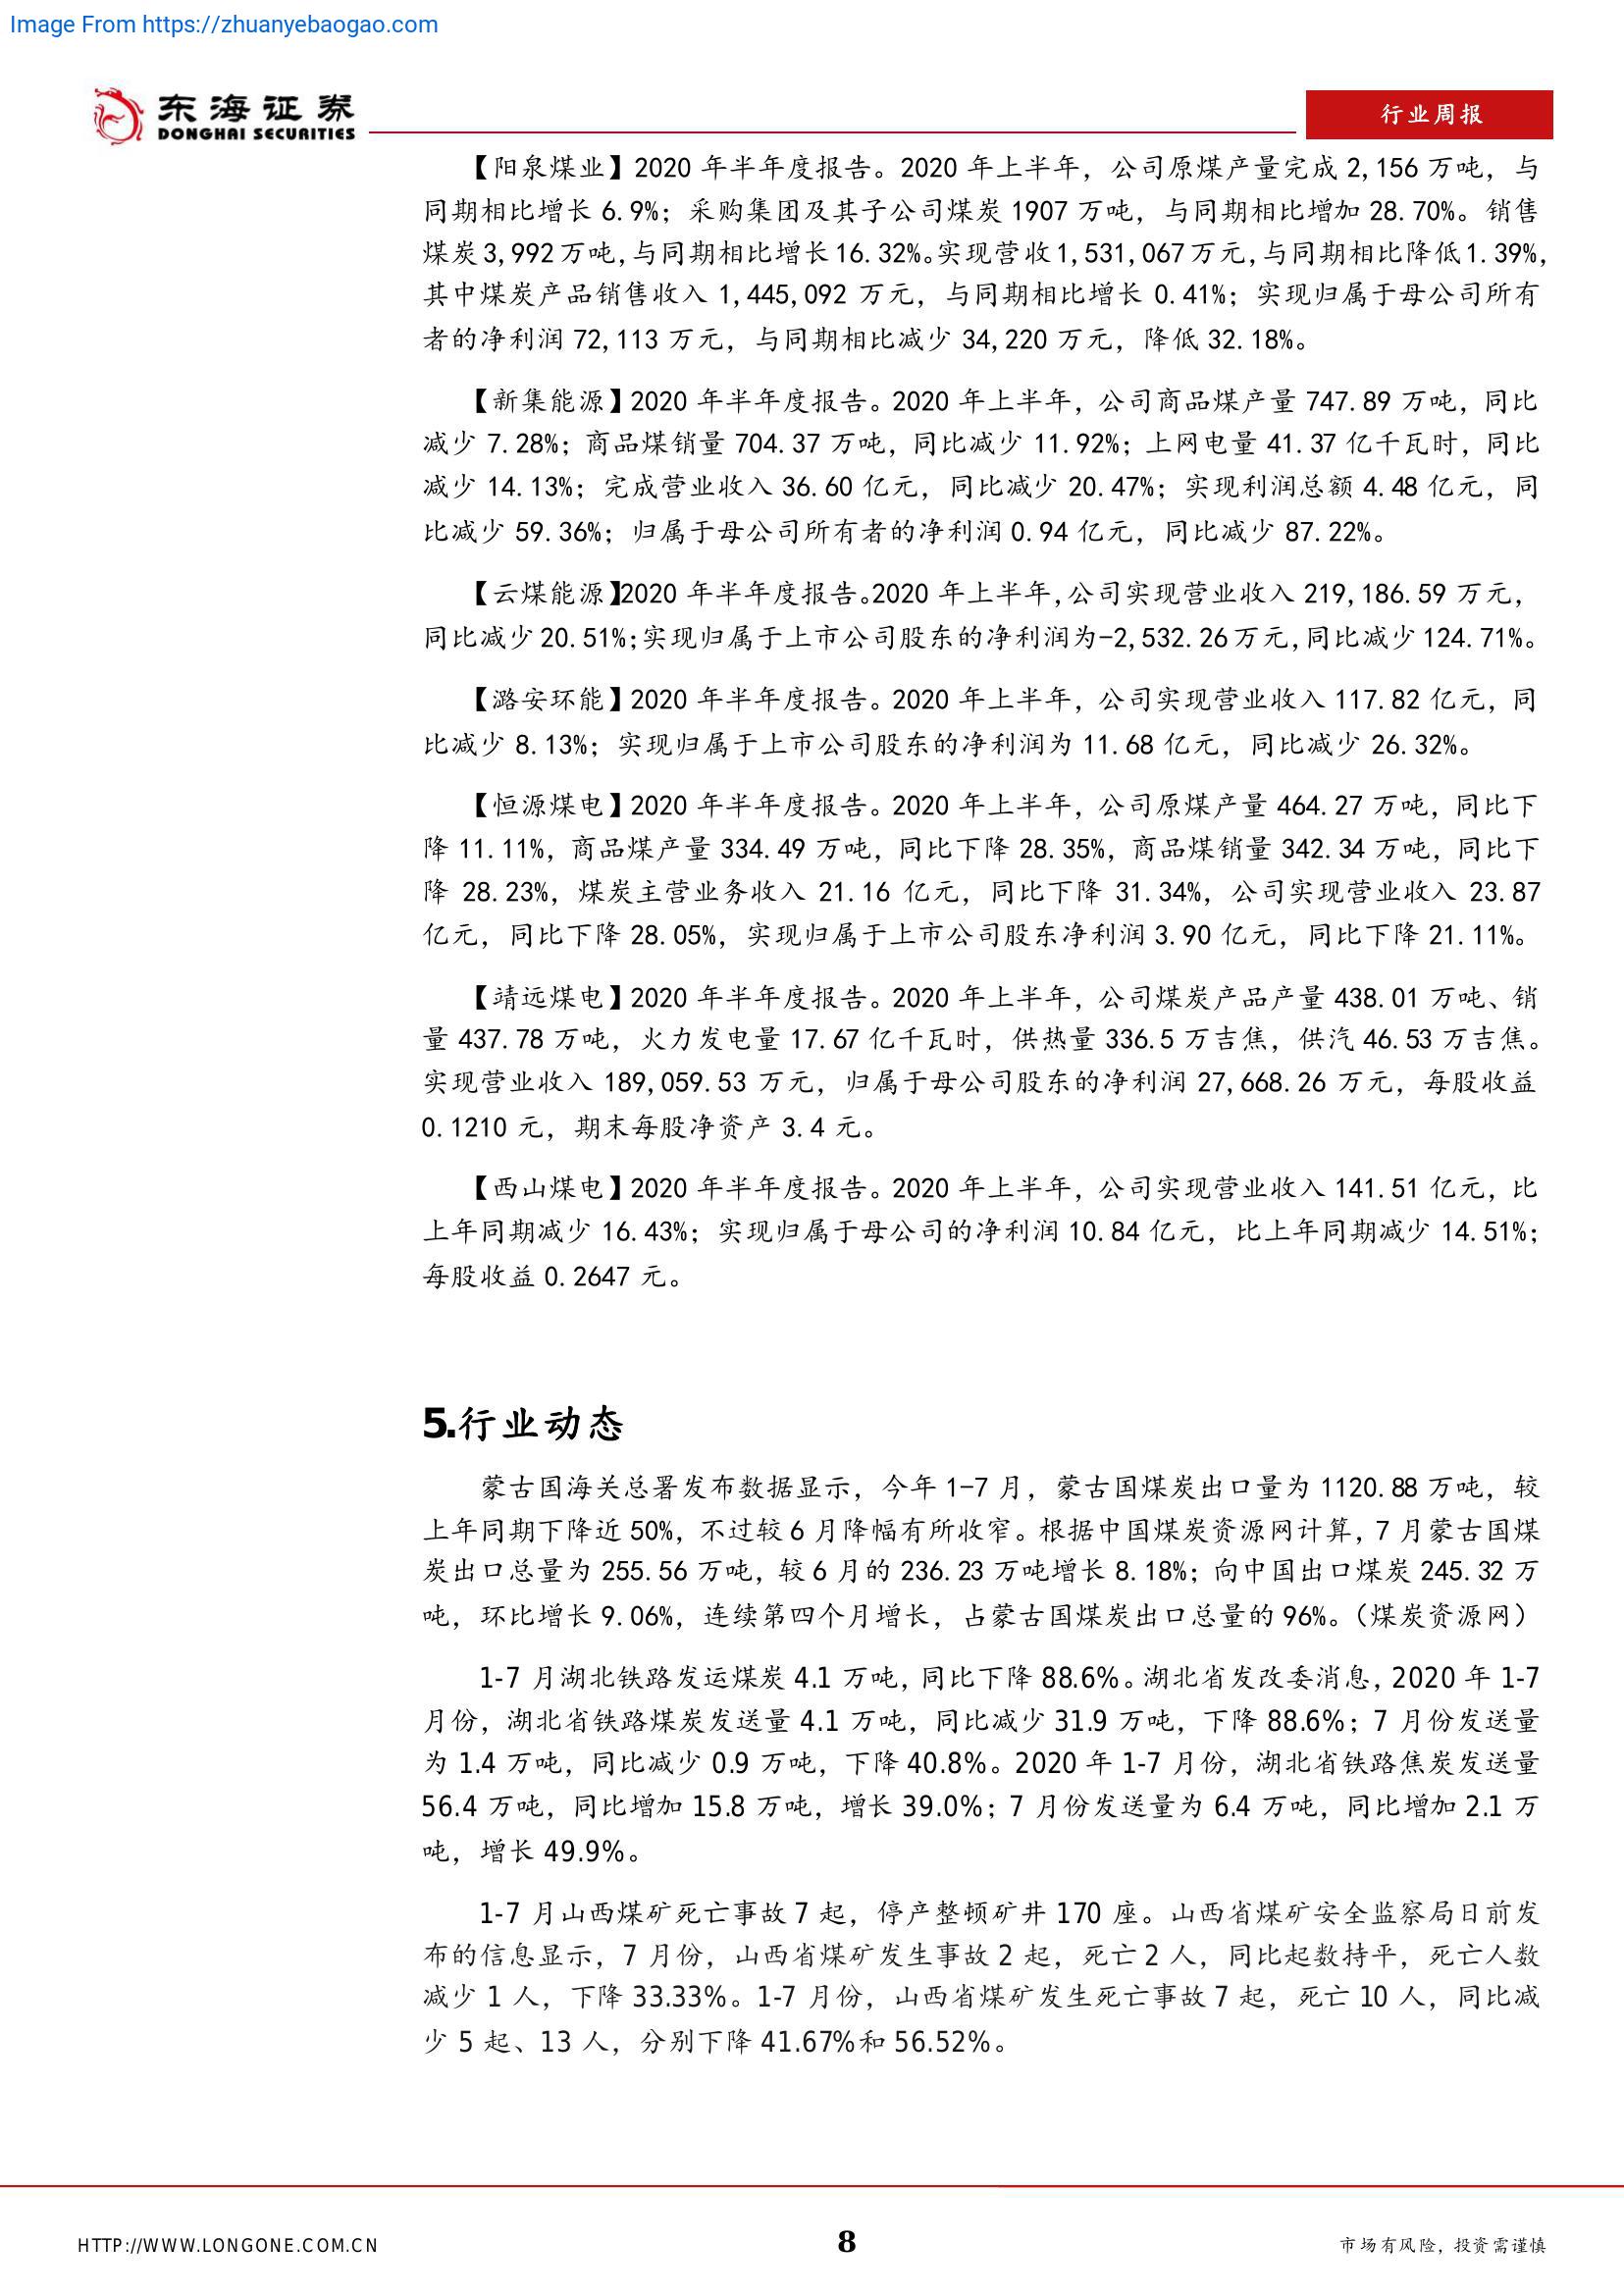 Image From https://zhuanyebaogao.com
东海证券
DONGHAI SECURITIES
行业周报
【阳泉煤业】2020 年半年度报告。2020 年上半年，公司原煤产量完成 2,156 万吨，与
同期相比增长 6.9%；采购集团及其子公司煤炭 1907 万吨，与同期相比增加 28.70%。销售
煤炭 3,992 万吨，与同期相比增长 16.32%。实现营收 1,531,067 万元，与同期相比降低 1.39%，
其中煤炭产品销售收入 1,445,092 万元，与同期相比增长 0.41%；实现归属于母公司所有
者的净利润 72,113 万元，与同期相比减少 34,220 万元，降低 32.18%。
【新集能源】2020 年半年度报告。2020 年上半年，公司商品煤产量 747.89 万吨，同比
减少 7.28%；商品煤销量 704.37 万吨，同比减少 11.92%；上网电量 41.37 亿千瓦时，同比
减少 14.13%；完成营业收入 36.60 亿元，同比减少 20.47%；实现利润总额 4.48 亿元，同
比减少 59.36%；归属于母公司所有者的净利润 0.94 亿元，同比减少 87.22%。
【云煤能源】2020 年半年度报告。2020 年上半年，公司实现营业收入 219,186.59 万元，
同比减少 20.51%；实现归属于上市公司股东的净利润为-2,532.26 万元，同比减少 124.71%。
【潞安环能】2020 年半年度报告。2020 年上半年，公司实现营业收入 117.82 亿元，同
比减少 8.13%；实现归属于上市公司股东的净利润为 11.68 亿元，同比减少 26.32%。
【恒源煤电】2020 年半年度报告。2020 年上半年，公司原煤产量 464.27 万吨，同比下
降 11.11%，商品煤产量 334.49 万吨，同比下降 28.35%，商品煤销量 342.34 万吨，同比下
降 28.23%，煤炭主营业务收入 21.16 亿元，同比下降 31.34%，公司实现营业收入 23.87
亿元，同比下降 28.05%，实现归属于上市公司股东净利润 3.90 亿元，同比下降 21.11%。
【靖远煤电】2020 年半年度报告。2020 年上半年，公司煤炭产品产量 438.01 万吨、销
量 437.78 万吨，火力发电量 17.67 亿千瓦时，供热量 336.5 万吉焦，供汽 46.53 万吉焦。
实现营业收入 189,059.53 万元，归属于母公司股东的净利润 27,668.26 万元，每股收益
0.1210 元，期末每股净资产 3.4 元。
【西山煤电】2020 年半年度报告。2020 年上半年，公司实现营业收入 141.51 亿元，比
上年同期减少 16.43%；实现归属于母公司的净利润 10.84 亿元，比上年同期减少 14.51%；
每股收益 0.2647 元。
5.行业动态
蒙古国海关总署发布数据显示，今年 1-7 月，蒙古国煤炭出口量为 1120.88 万吨，较
上年同期下降近 50%，不过较 6 月降幅有所收窄。根据中国煤炭资源网计算，7 月蒙古国煤
炭出口总量为 255.56 万吨，较 6 月的 236.23 万吨增长 8.18%；向中国出口煤炭 245.32 万
吨，环比增长 9.06%，连续第四个月增长，占蒙古国煤炭出口总量的 96%。（煤炭资源网）
1-7 月湖北铁路发运煤炭 4.1 万吨，同比下降 88.6%。湖北省发改委消息，2020 年 1-7
月份，湖北省铁路煤炭发送量 4.1 万吨，同比减少 31.9 万吨，下降 88.6%；7 月份发送量
为 1.4 万吨，同比减少 0.9 万吨，下降 40.8%。2020 年 1-7 月份，湖北省铁路焦炭发送量
56.4 万吨，同比增加 15.8 万吨，增长 39.0%；7 月份发送量为 6.4 万吨，同比增加 2.1 万
吨，增长 49.9%。
1-7 月山西煤矿死亡事故 7 起，停产整顿矿井 170 座。山西省煤矿安全监察局日前发
布的信息显示，7 月份，山西省煤矿发生事故 2 起，死亡 2 人，同比起数持平，死亡人数
减少 1 人，下降 33.33%。1-7 月份，山西省煤矿发生死亡事故 7 起，死亡 10 人，同比减
少 5 起、13 人，分别下降 41.67%和 56.52%。
HTTP://WWW.LONGONE.COM.CN
8
市场有风险，投资需谨慎